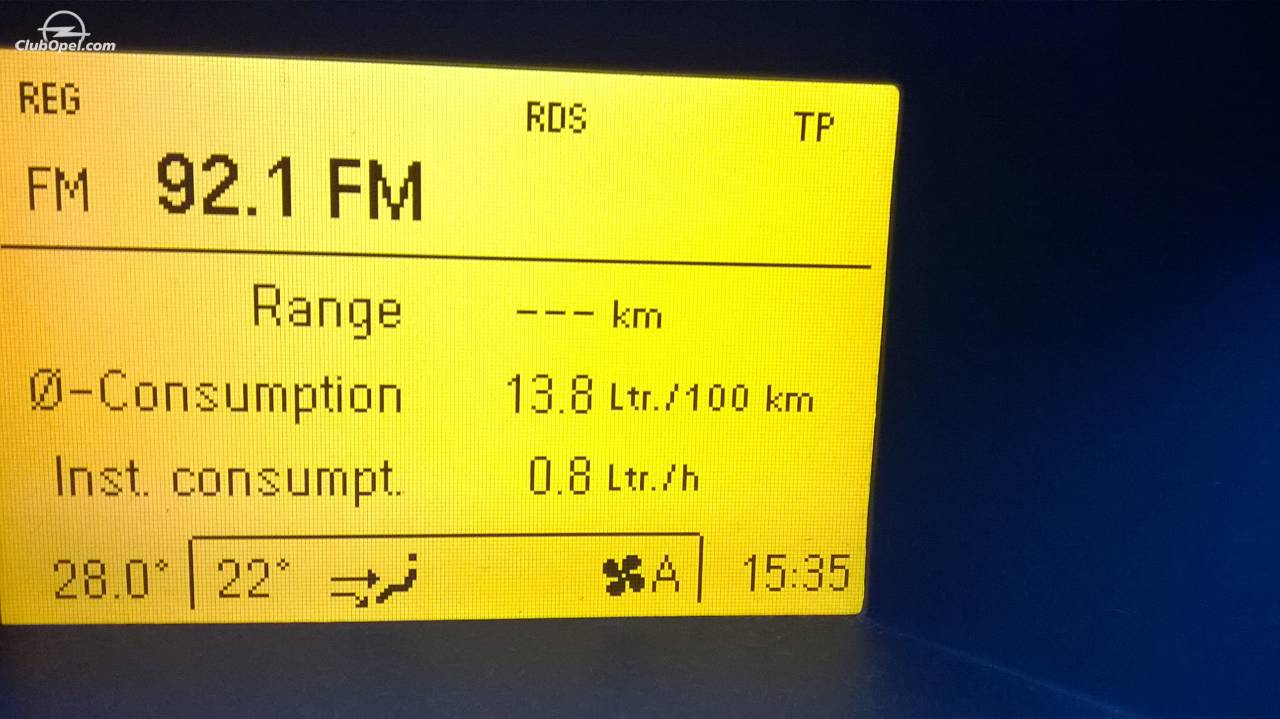 ClubOpel.com
REG RDS TP
FM 92.1 FM
Range --- km
Ø-Consumption 13.8 Ltr./100 km
Inst. consumpt. 0.8 Ltr./h
28.0° 22° A 15:35